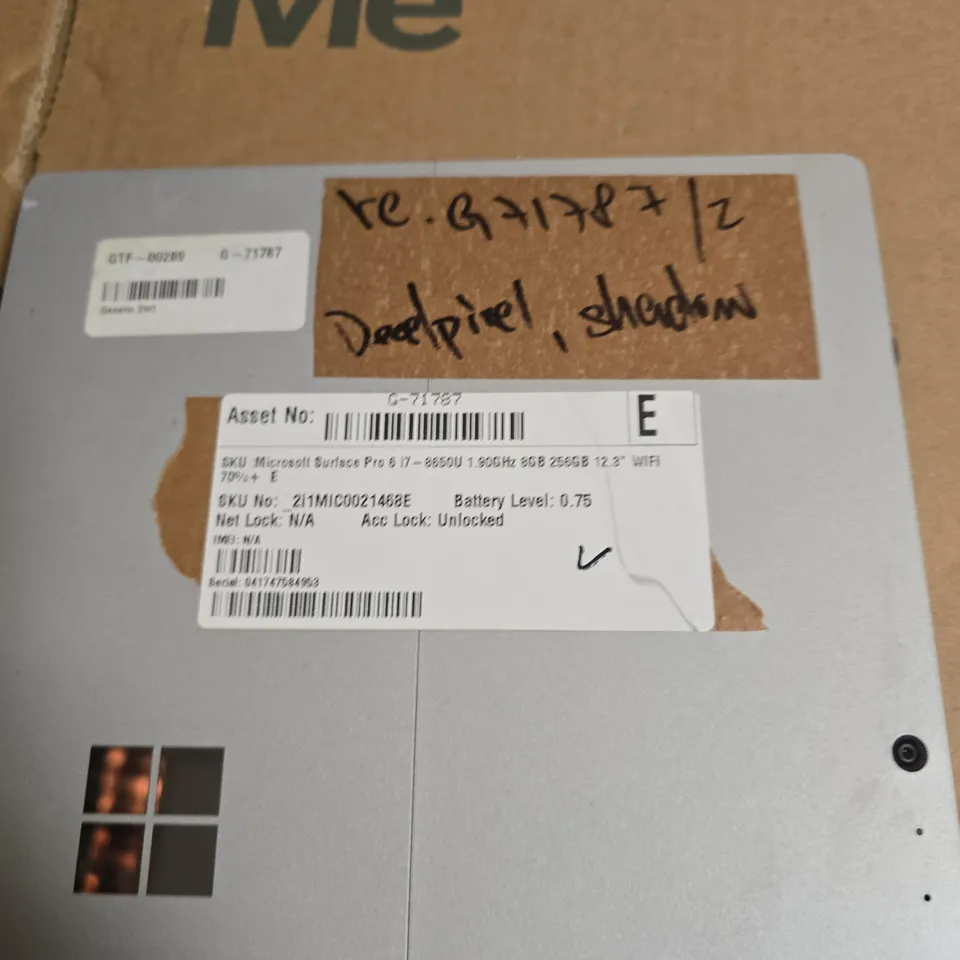 Me
rc. G71787/2
Deadpixel, shadow
GTF-00289 G-71787
G-71787
Asset No:
E
SKU :Microsoft Surface Pro 6 i7-8650U 1.90GHz 8GB 256GB 12.3" WIFI
70%+ E
SKU No: 2i1MIC0021468E Battery Level: 0.75
Net Lock: N/A Acc Lock: Unlocked
IMEI: N/A
Serial: 041747584953